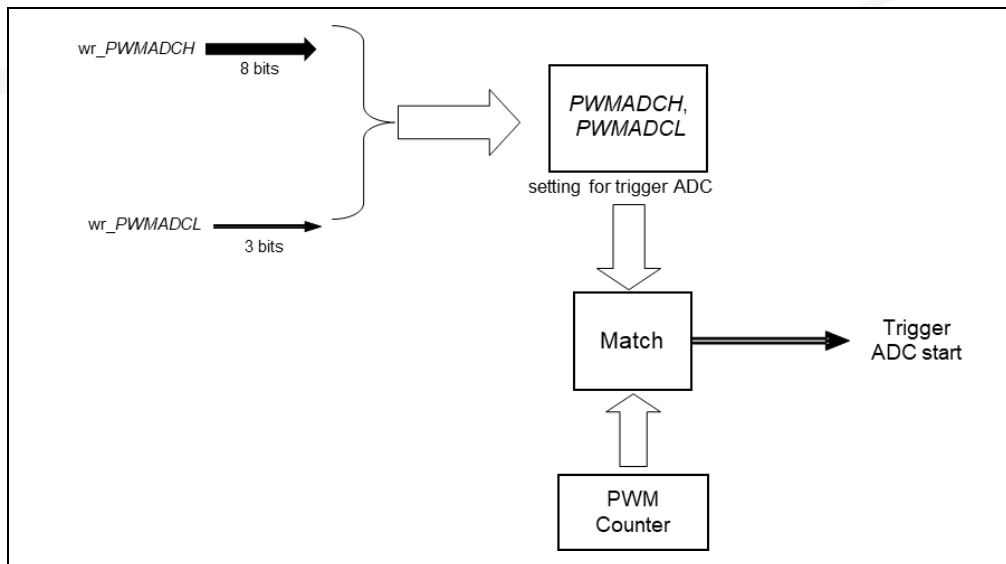 wr_PWMADCH
8 bits
wr_PWMADCL
3 bits
PWMADCH,
PWMADCL
setting for trigger ADC
Match
Trigger
ADC start
PWM
Counter